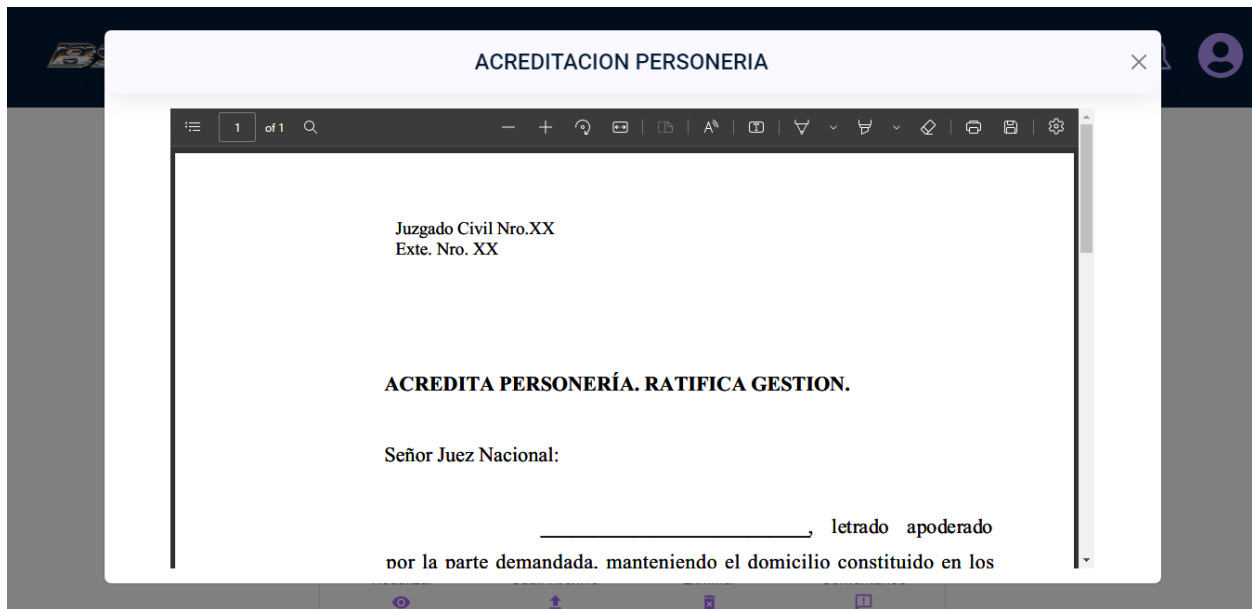 ACREDITACION PERSONERIA
1 of 1
Juzgado Civil Nro.XX
Exte. Nro. XX
ACREDITA PERSONERÍA. RATIFICA GESTION.
Señor Juez Nacional:
____________________________, letrado apoderado
por la parte demandada, manteniendo el domicilio constituido en los